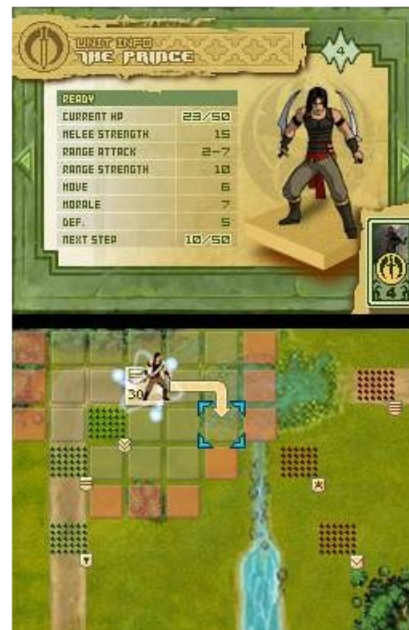 UNIT INFO
THE PRINCE
4
READY
CURRENT HP 23/50
MELEE STRENGTH 15
RANGE ATTACK 2-7
RANGE STRENGTH 10
MOVE 6
MORALE 7
DEF. 5
NEXT STEP 10/50
4
30